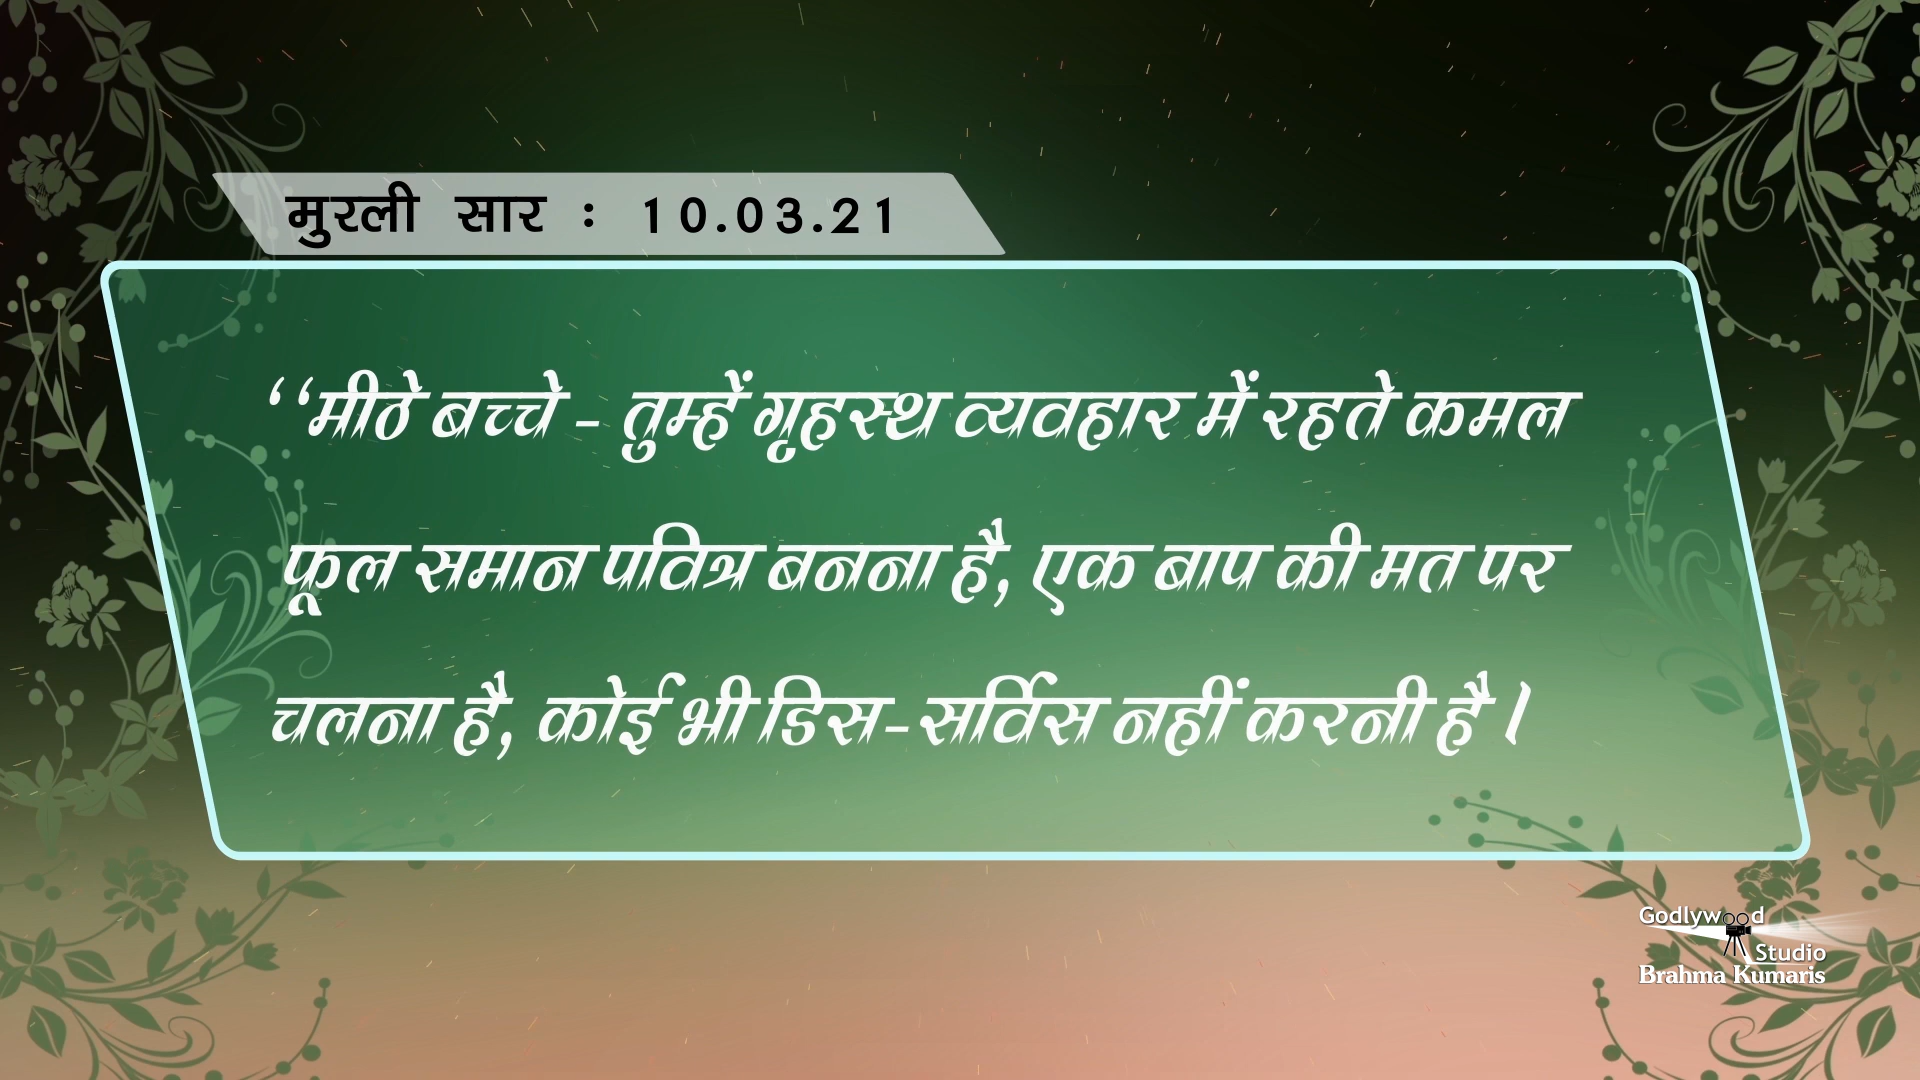 मुरली सार : 10.03.21
‘‘मीठे बच्चे - तुम्हें गृहस्थ व्यवहार में रहते कमल
फूल समान पवित्र बनना है, एक बाप की मत पर
चलना है, कोई भी डिस-सर्विस नहीं करनी है।
Godlywood
Studio
Brahma Kumaris